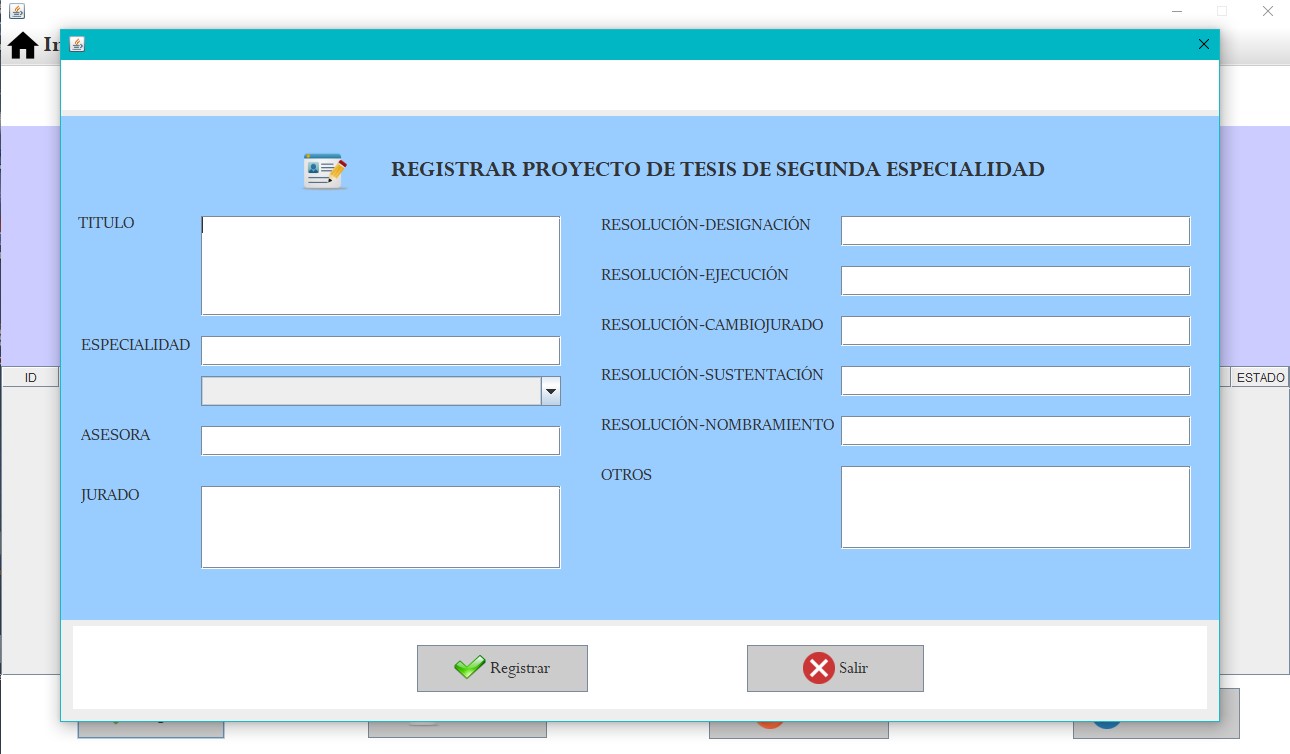 REGISTRAR PROYECTO DE TESIS DE SEGUNDA ESPECIALIDAD
TITULO
ESPECIALIDAD
ASESORA
JURADO
RESOLUCIÓN-DESIGNACIÓN
RESOLUCIÓN-EJECUCIÓN
RESOLUCIÓN-CAMBIOJURADO
RESOLUCIÓN-SUSTENTACIÓN
RESOLUCIÓN-NOMBRAMIENTO
OTROS
ID
ESTADO
Registrar
Salir